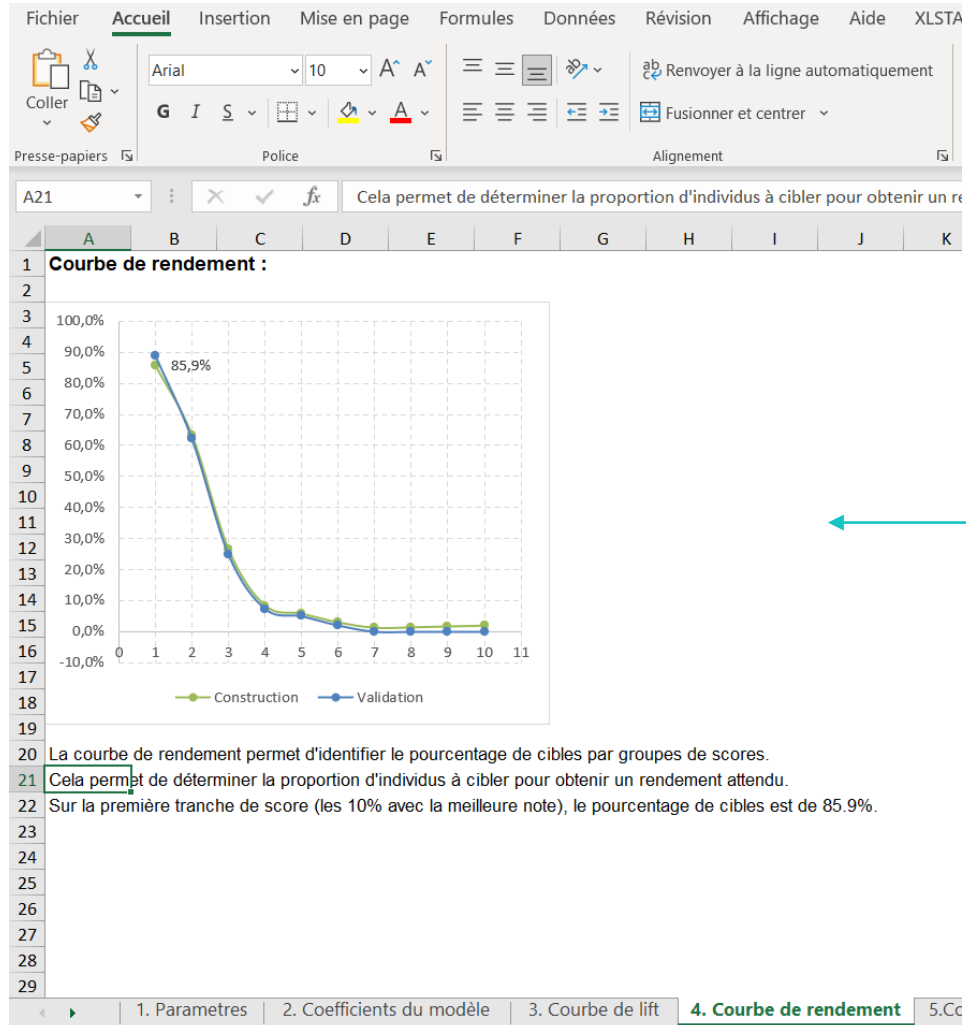 Fichier Accueil Insertion Mise en page Formules Données Révision Affichage Aide XLSTA
Arial 10 A A
ab Renvoyer à la ligne automatiquement
Coller
G I S A
Fusionner et centrer
Presse-papiers Police Alignement
A21 fx Cela permet de déterminer la proportion d'individus à cibler pour obtenir un re
A B C D E F G H I J K
1 Courbe de rendement :
2
3
100,0%
4
90,0%
5
85,9%
6
80,0%
7
70,0%
8
60,0%
9
50,0%
10
40,0%
11
12
30,0%
13
20,0%
14
10,0%
15
0,0%
16
0 1 2 3 4 5 6 7 8 9 10 11
-10,0%
17
18
Construction Validation
19
20 La courbe de rendement permet d'identifier le pourcentage de cibles par groupes de scores.
21 Cela permet de déterminer la proportion d'individus à cibler pour obtenir un rendement attendu.
22 Sur la première tranche de score (les 10% avec la meilleure note), le pourcentage de cibles est de 85.9%.
23
24
25
26
27
28
29
1. Parametres 2. Coefficients du modèle 3. Courbe de lift 4. Courbe de rendement 5.Co